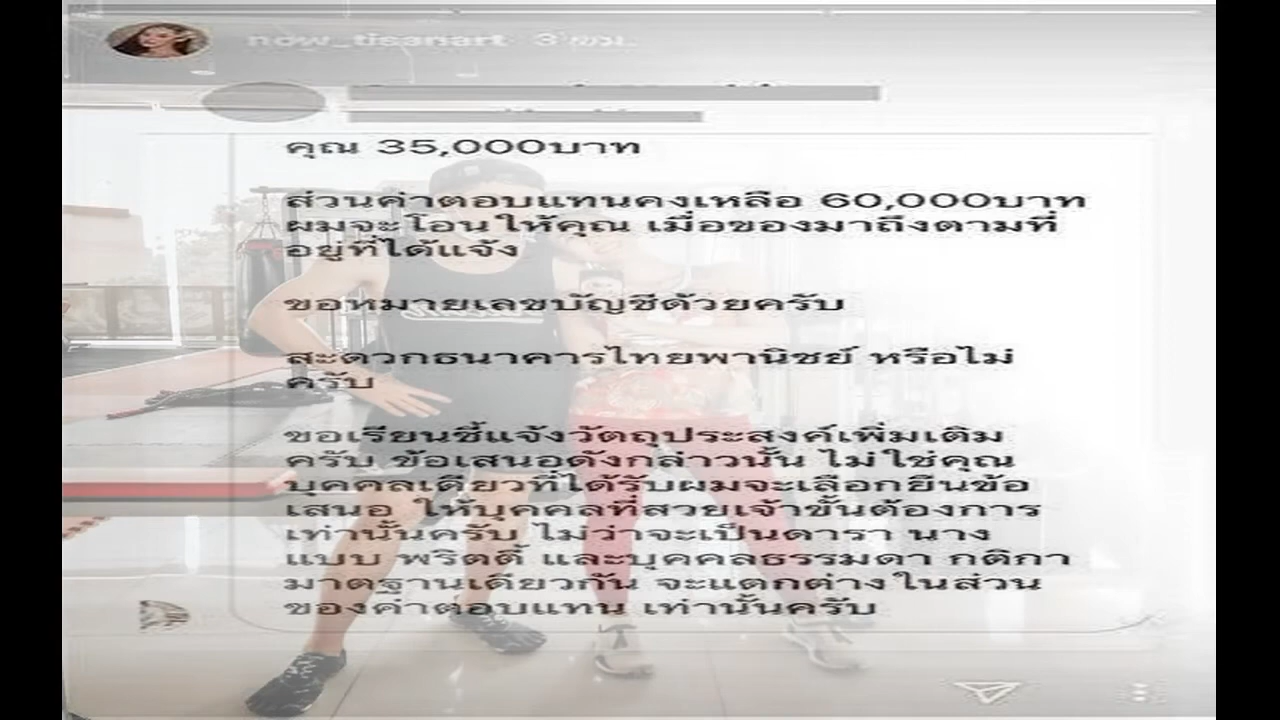 now_tisanart 3 ชม.
คุณ 35,000บาท
ส่วนค่าตอบแทนคงเหลือ 60,000บาท
ผมจะโอนให้คุณ เมื่อของมาถึงตามที่
อยู่ที่ได้แจ้ง
ขอหมายเลขบัญชีด้วยครับ
สะดวกธนาคารไทยพานิชย์ หรือไม่
ครับ
ขอเรียนชี้แจ้งวัตถุประสงค์เพิ่มเติม
ครับ ข้อเสนอดังกล่าวนั้น ไม่ใช่คุณ
บุคคลเดียวที่ได้รับผมจะเลือกยื่นข้อ
เสนอ ให้บุคคลที่สวยเจ้าขั้นต้องการ
เท่านั้นครับ ไม่ว่าจะเป็นดารา นาง
แบบ พริตตี้ และบุคคลธรรมดา กติกา
มาตฐานเดียวกัน จะแตกต่างในส่วน
ของค่าตอบแทน เท่านั้นครับ